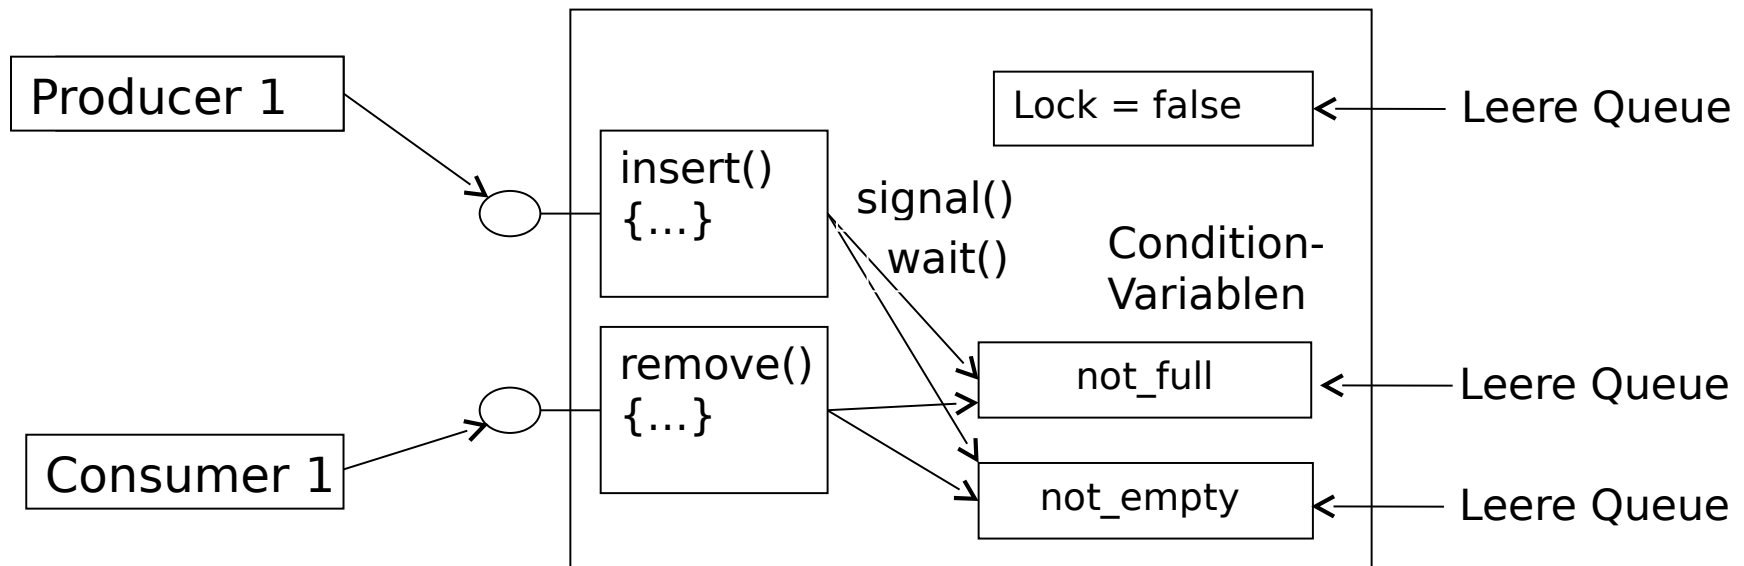 Producer 1
Lock = false
Leere Queue
insert()
{...}
signal()
wait()
Condition-
Variablen
remove()
{...}
not_full
Leere Queue
Consumer 1
not_empty
Leere Queue